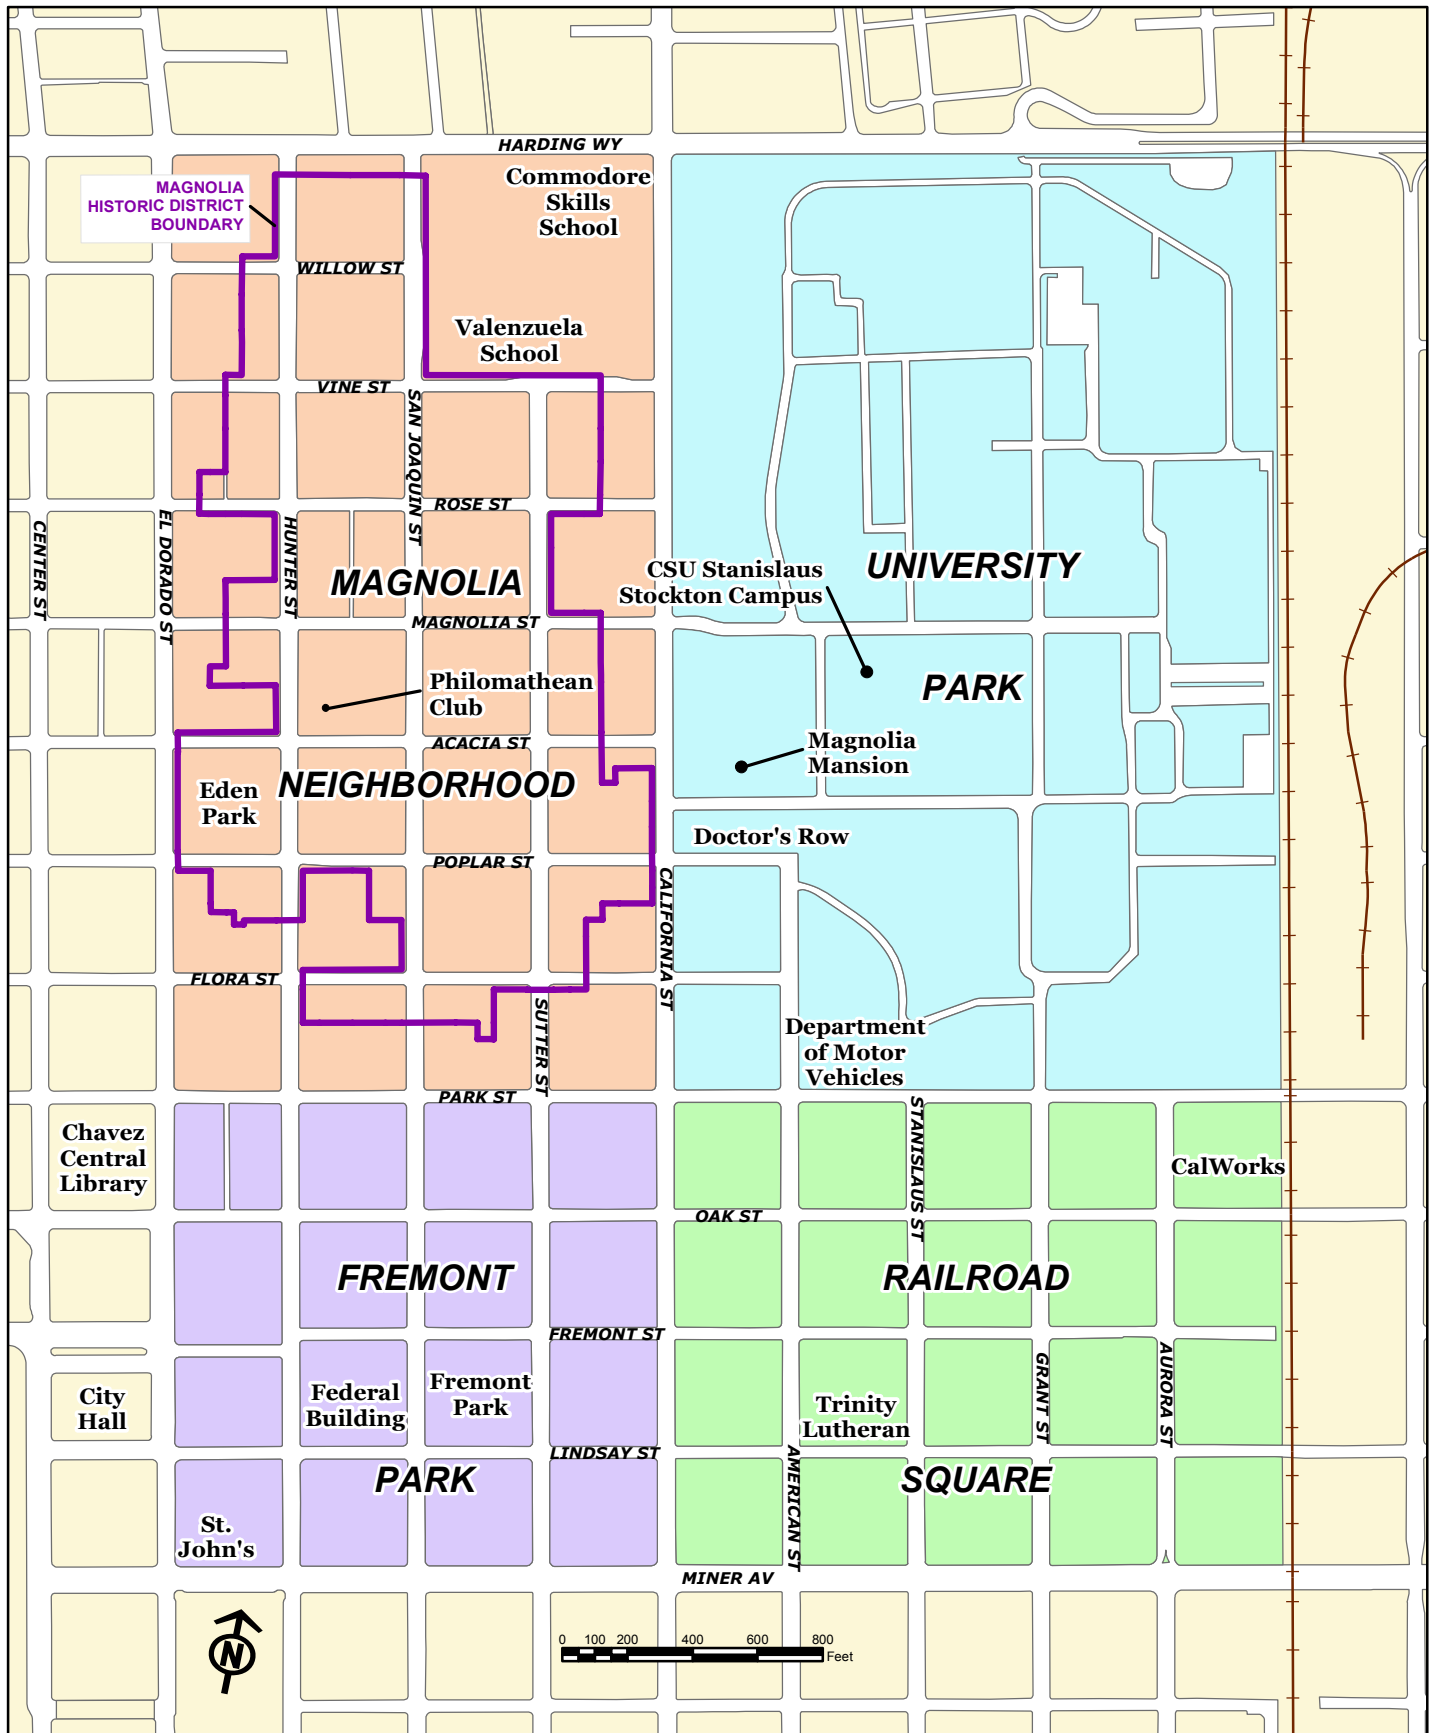 HARDING WY
Commodore
Skills
School
MAGNOLIA
HISTORIC DISTRICT
BOUNDARY
WILLOW ST
Valenzuela
School
VINE ST
SAN JOAQUIN ST
ROSE ST
CENTER ST
EL DORADO ST
HUNTER ST
MAGNOLIA
UNIVERSITY
CSU Stanislaus
Stockton Campus
MAGNOLIA ST
Philomathean
Club
PARK
ACACIA ST
Magnolia
Mansion
NEIGHBORHOOD
Eden
Park
Doctor's Row
POPLAR ST
CALIFORNIA ST
FLORA ST
SUTTER ST
Department
of Motor
Vehicles
PARK ST
STANISLAUS ST
Chavez
Central
Library
CalWorks
OAK ST
FREMONT
RAILROAD
FREMONT ST
GRANT ST
AURORA ST
City
Hall
Federal
Building
Fremont
Park
Trinity
Lutheran
LINDSAY ST
AMERICAN ST
PARK
SQUARE
St.
John's
MINER AV
N
0 100 200 400 600 800
Feet